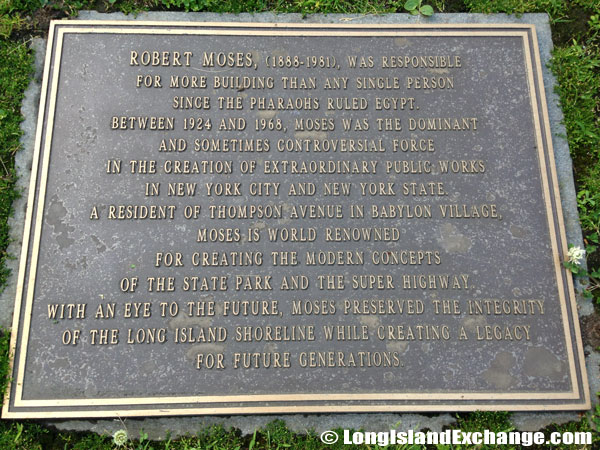 ROBERT MOSES, (1888-1981), WAS RESPONSIBLE
FOR MORE BUILDING THAN ANY SINGLE PERSON
SINCE THE PHARAOHS RULED EGYPT.
BETWEEN 1924 AND 1968, MOSES WAS THE DOMINANT
AND SOMETIMES CONTROVERSIAL FORCE
IN THE CREATION OF EXTRAORDINARY PUBLIC WORKS
IN NEW YORK CITY AND NEW YORK STATE.
A RESIDENT OF THOMPSON AVENUE IN BABYLON VILLAGE,
MOSES IS WORLD RENOWNED
FOR CREATING THE MODERN CONCEPTS
OF THE STATE PARK AND THE SUPER HIGHWAY.
WITH AN EYE TO THE FUTURE, MOSES PRESERVED THE INTEGRITY
OF THE LONG ISLAND SHORELINE WHILE CREATING A LEGACY
FOR FUTURE GENERATIONS.
© LongIslandExchange.com